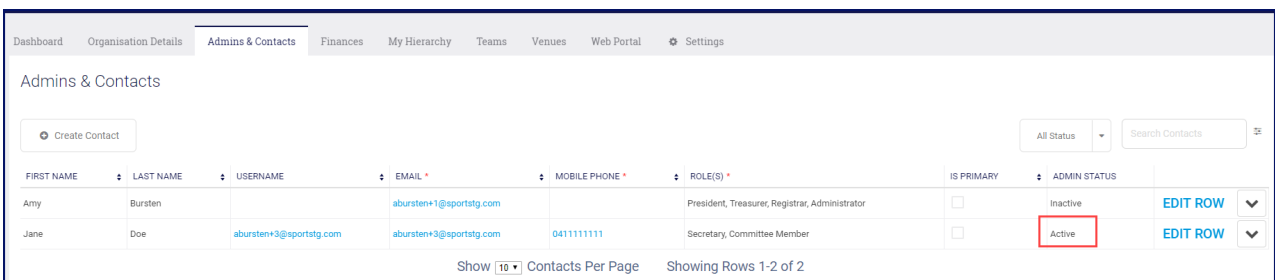 Dashboard Organisation Details Admins & Contacts Finances My Hierarchy Teams Venues Web Portal Settings
Admins & Contacts
Create Contact All Status Search Contacts
FIRST NAME LAST NAME USERNAME EMAIL * MOBILE PHONE * ROLE(S) * IS PRIMARY ADMIN STATUS
Amy Bursten abursten+1@sportstg.com President, Treasurer, Registrar, Administrator Inactive EDIT ROW
Jane Doe abursten+3@sportstg.com abursten+3@sportstg.com 0411111111 Secretary, Committee Member Active EDIT ROW
Show 10 Contacts Per Page Showing Rows 1-2 of 2